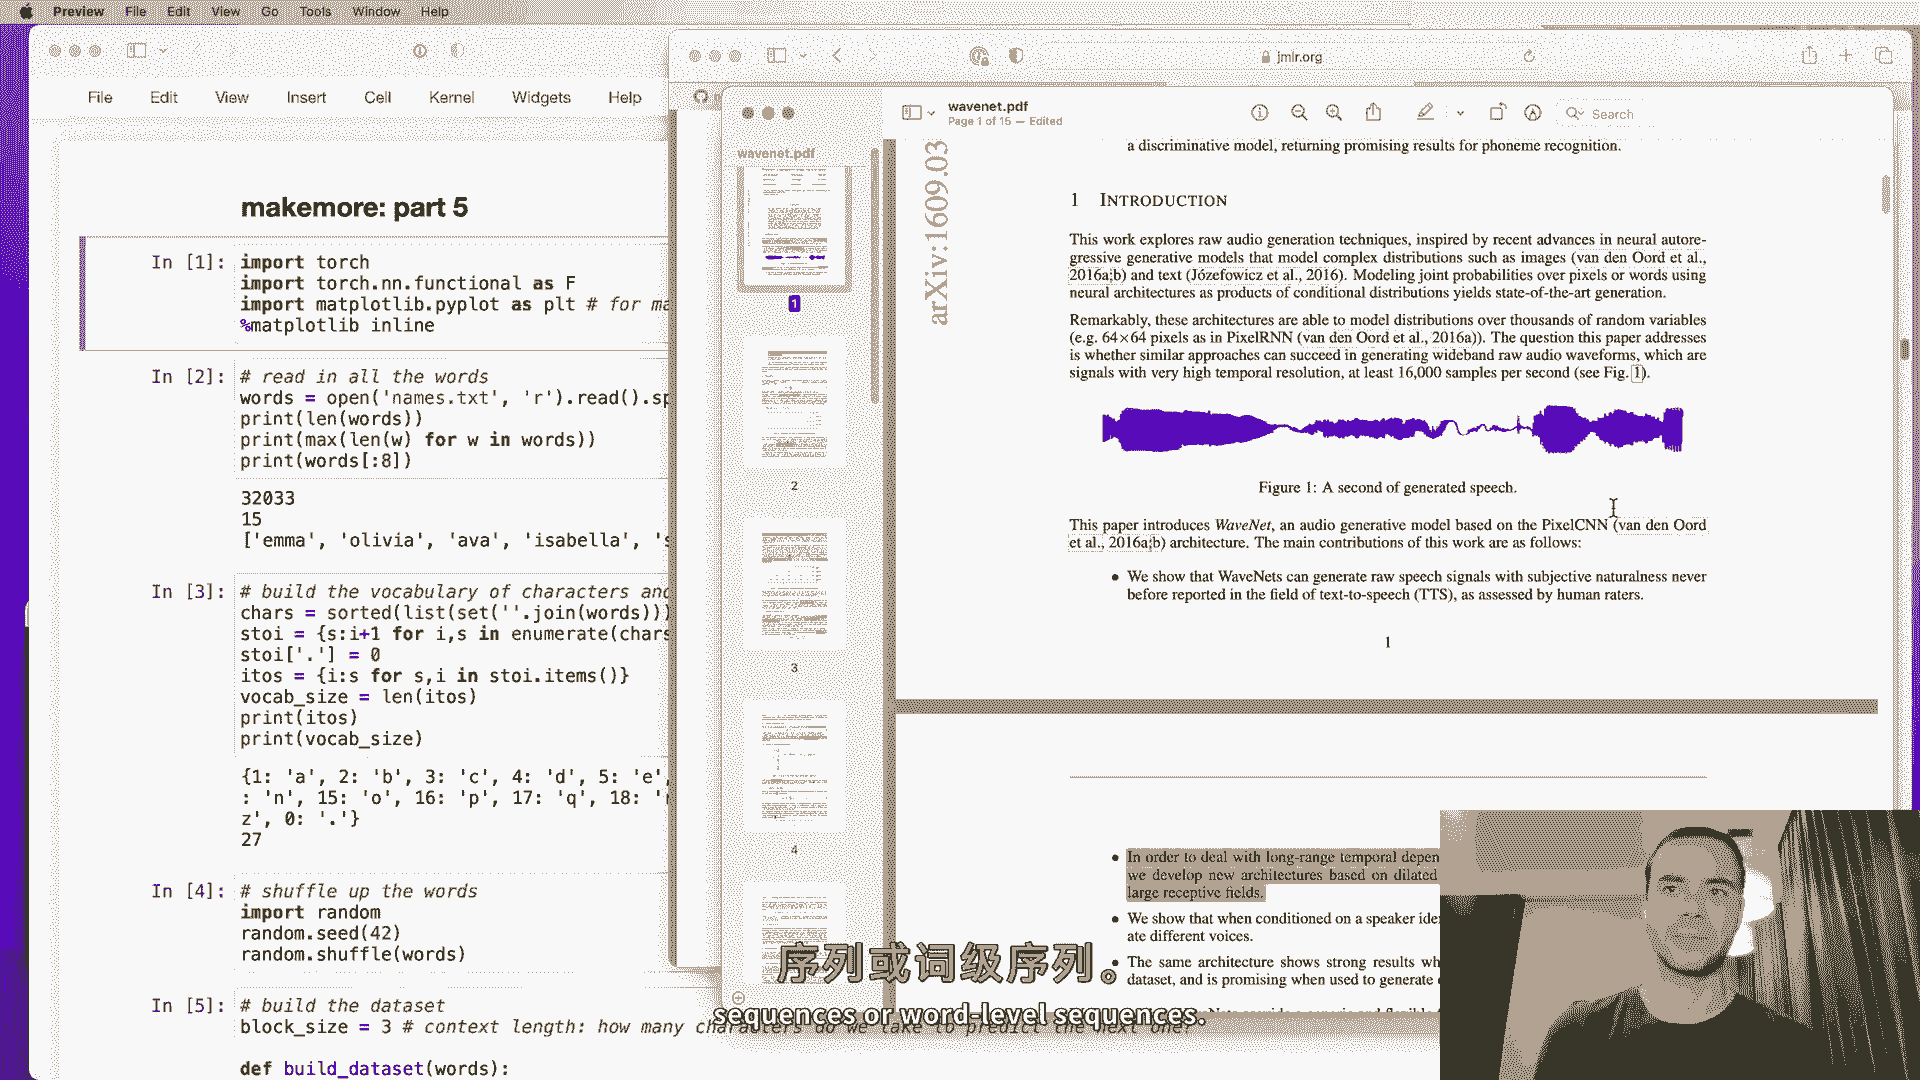 Preview File Edit View Go Tools Window Help
File Edit View Insert Cell Kernel Widgets Help
makemore: part 5
In [1]: import torch
import torch.nn.functional as F
import matplotlib.pyplot as plt # for ma
%matplotlib inline
In [2]: # read in all the words
words = open('names.txt', 'r').read().sp
print(len(words))
print(max(len(w) for w in words))
print(words[:8])
32033
15
['emma', 'olivia', 'ava', 'isabella', 's
In [3]: # build the vocabulary of characters and
chars = sorted(list(set(''.join(words)))
stoi = {s:i+1 for i,s in enumerate(chars
stoi['.'] = 0
itos = {i:s for s,i in stoi.items()}
vocab_size = len(itos)
print(itos)
print(vocab_size)
{1: 'a', 2: 'b', 3: 'c', 4: 'd', 5: 'e',
: 'n', 15: 'o', 16: 'p', 17: 'q', 18: 'r
z', 0: '.'}
27
In [4]: # shuffle up the words
import random
random.seed(42)
random.shuffle(words)
In [5]: # build the dataset
block_size = 3 # context length: how many characters do we take to predict the next one?
def build_dataset(words):
jmlr.org
wavenet.pdf
Page 1 of 15 — Edited
Search
wavenet.pdf
1
2
3
4
arXiv:1609.03
a discriminative model, returning promising results for phoneme recognition.
1 INTRODUCTION
This work explores raw audio generation techniques, inspired by recent advances in neural autore-
gressive generative models that model complex distributions such as images (van den Oord et al.,
2016a;b) and text (Józefowicz et al., 2016). Modeling joint probabilities over pixels or words using
neural architectures as products of conditional distributions yields state-of-the-art generation.
Remarkably, these architectures are able to model distributions over thousands of random variables
(e.g. 64×64 pixels as in PixelRNN (van den Oord et al., 2016a)). The question this paper addresses
is whether similar approaches can succeed in generating wideband raw audio waveforms, which are
signals with very high temporal resolution, at least 16,000 samples per second (see Fig. 1).
Figure 1: A second of generated speech.
This paper introduces WaveNet, an audio generative model based on the PixelCNN (van den Oord
et al., 2016a;b) architecture. The main contributions of this work are as follows:
• We show that WaveNets can generate raw speech signals with subjective naturalness never
before reported in the field of text-to-speech (TTS), as assessed by human raters.
1
• In order to deal with long-range temporal depen
we develop new architectures based on dilated
large receptive fields.
• We show that when conditioned on a speaker ide
ate different voices.
• The same architecture shows strong results wh
dataset, and is promising when used to generate
序列或词级序列。
sequences or word-level sequences.